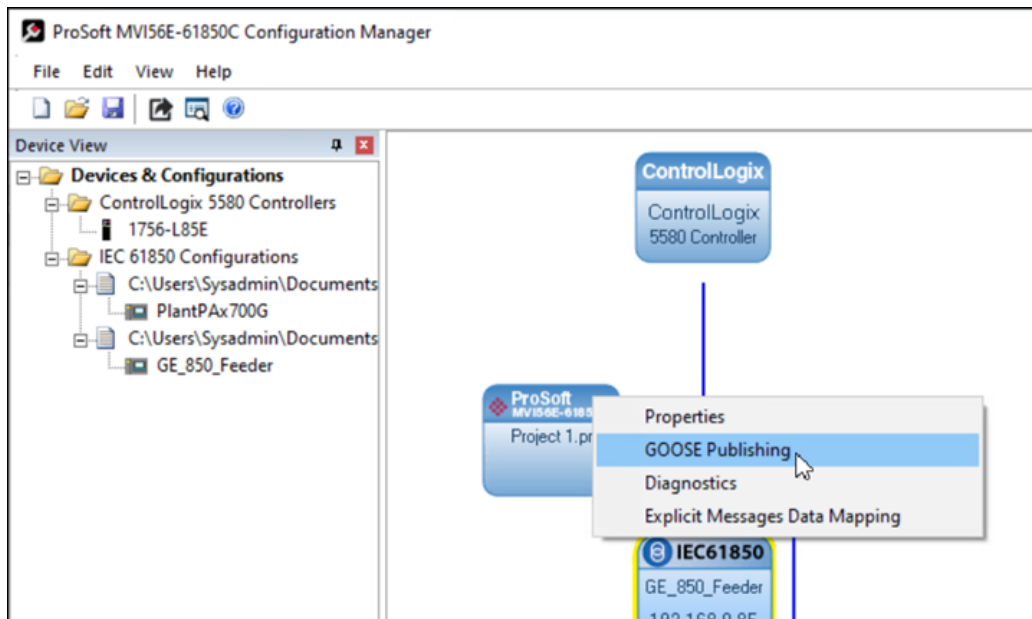 ProSoft MVI56E-61850C Configuration Manager
File Edit View Help
Device View
Devices & Configurations
ControlLogix 5580 Controllers
1756-L85E
IEC 61850 Configurations
C:\Users\Sysadmin\Documents
PlantPAx700G
C:\Users\Sysadmin\Documents
GE_850_Feeder
ControlLogix
ControlLogix
5580 Controller
ProSoft
MVI56E-6185
Project 1.pr
Properties
GOOSE Publishing
Diagnostics
Explicit Messages Data Mapping
IEC61850
GE_850_Feeder